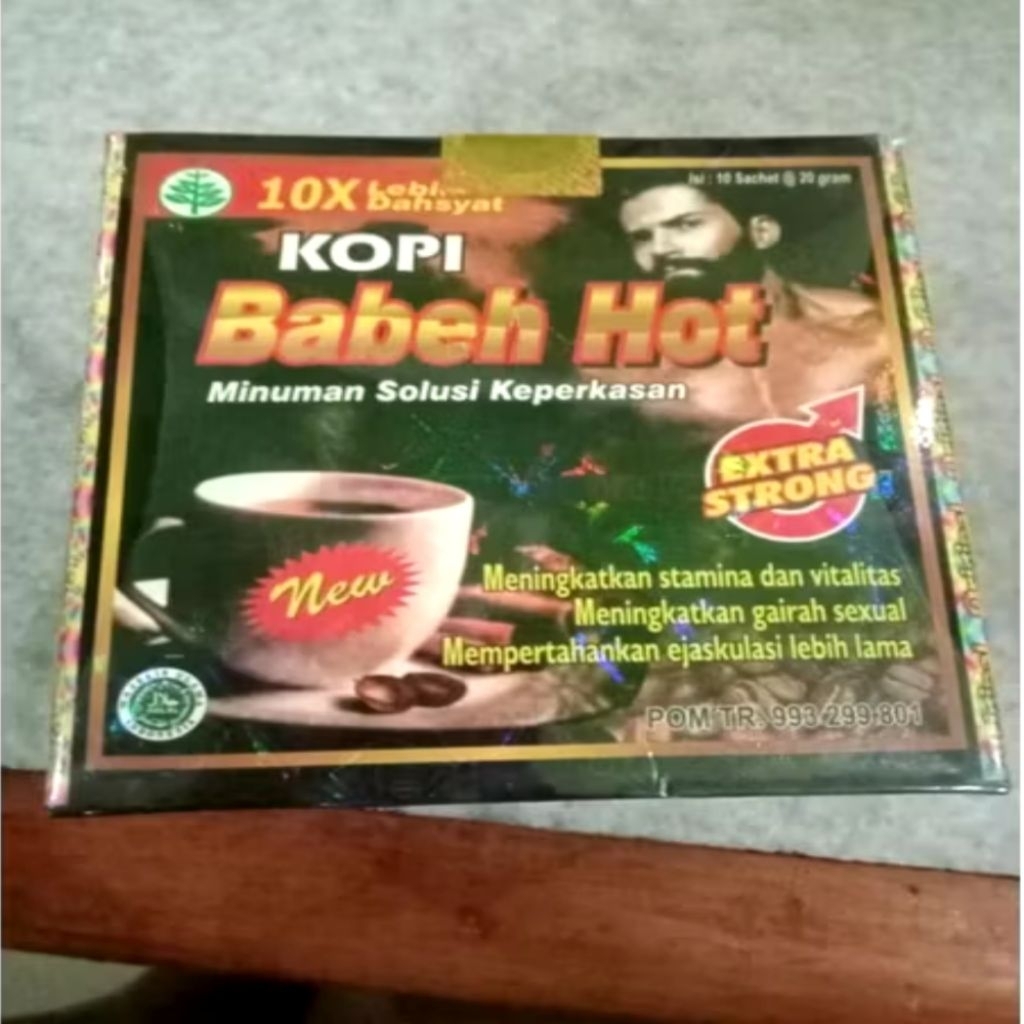 10X Lebih
Dahsyat
Isi : 10 Sachet @ 20 gram
KOPI
Babeh Hot
Minuman Solusi Keperkasan
EXTRA
STRONG
New
Meningkatkan stamina dan vitalitas
Meningkatkan gairah sexual
Mempertahankan ejaskulasi lebih lama
POM TR. 993.299.801